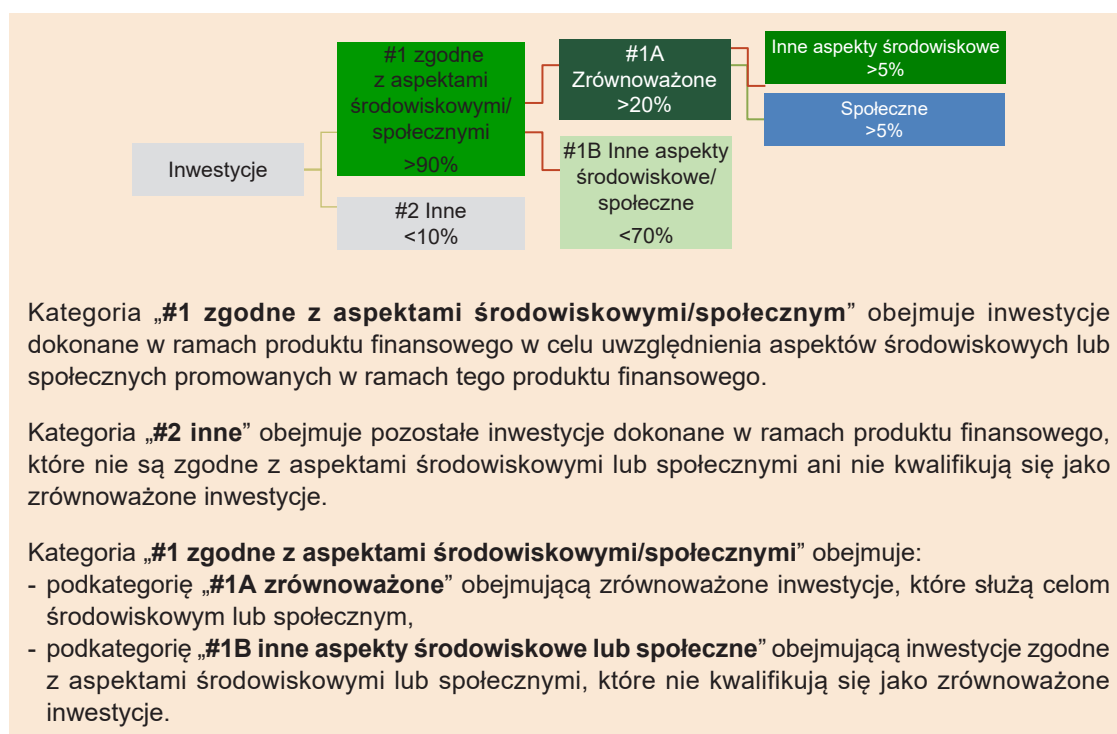 Inwestycje
#1 zgodne
z aspektami
środowiskowymi/
społecznymi
>90%
#2 Inne
<10%
#1A
Zrównoważone
>20%
#1B Inne aspekty
środowiskowe/
społeczne
<70%
Inne aspekty środowiskowe
>5%
Społeczne
>5%
Kategoria „#1 zgodne z aspektami środowiskowymi/społecznym” obejmuje inwestycje
dokonane w ramach produktu finansowego w celu uwzględnienia aspektów środowiskowych lub
społecznych promowanych w ramach tego produktu finansowego.
Kategoria „#2 inne” obejmuje pozostałe inwestycje dokonane w ramach produktu finansowego,
które nie są zgodne z aspektami środowiskowymi lub społecznymi ani nie kwalifikują się jako
zrównoważone inwestycje.
Kategoria „#1 zgodne z aspektami środowiskowymi/społecznymi” obejmuje:
- podkategorię „#1A zrównoważone” obejmującą zrównoważone inwestycje, które służą celom
środowiskowym lub społecznym,
- podkategorię „#1B inne aspekty środowiskowe lub społeczne” obejmującą inwestycje zgodne
z aspektami środowiskowymi lub społecznymi, które nie kwalifikują się jako zrównoważone
inwestycje.